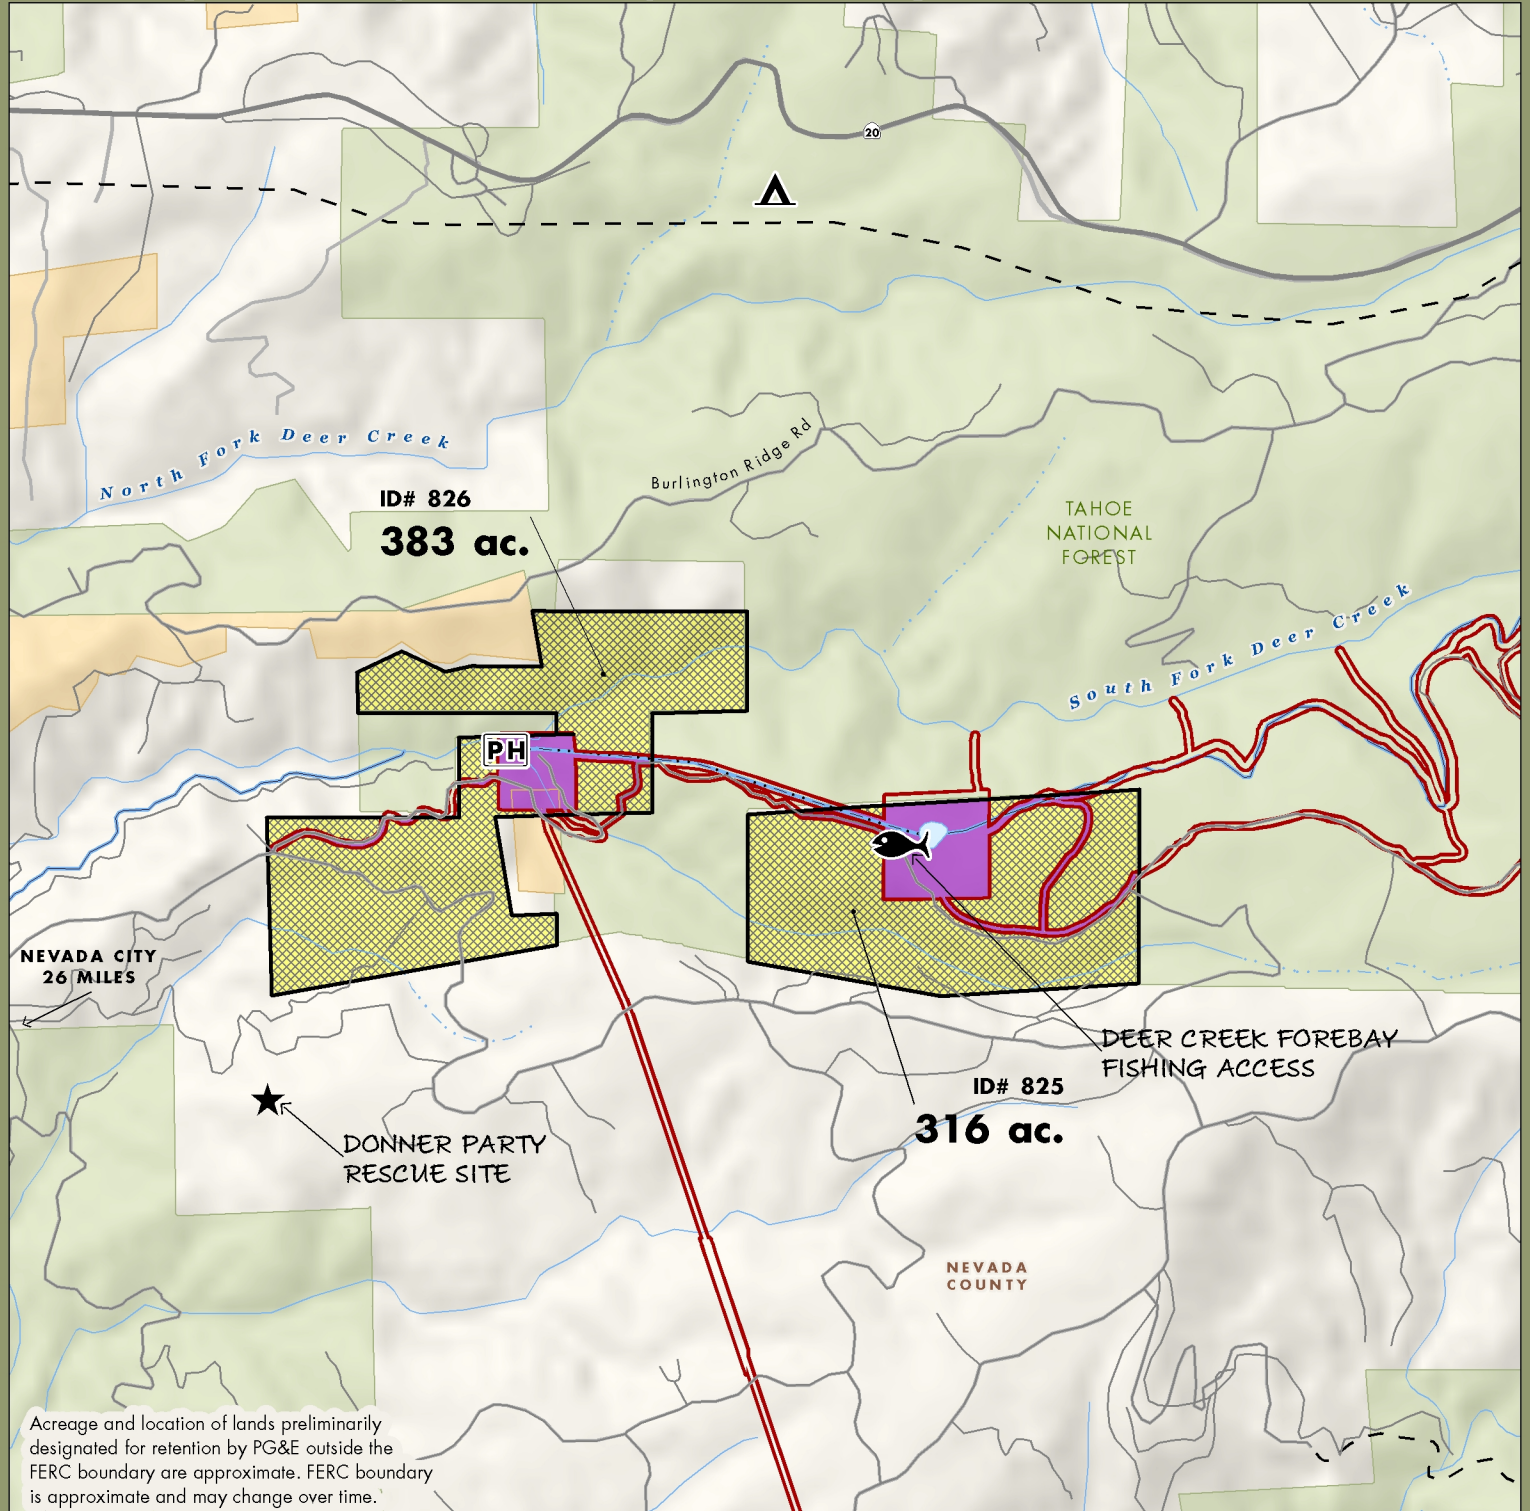 20
North Fork Deer Creek
Burlington Ridge Rd
ID# 826
383 ac.
TAHOE
NATIONAL
FOREST
South Fork Deer Creek
PH
NEVADA CITY
26 MILES
DEER CREEK FOREBAY
FISHING ACCESS
ID# 825
316 ac.
DONNER PARTY
RESCUE SITE
NEVADA
COUNTY
Acreage and location of lands preliminarily
designated for retention by PG&E outside the
FERC boundary are approximate. FERC boundary
is approximate and may change over time.